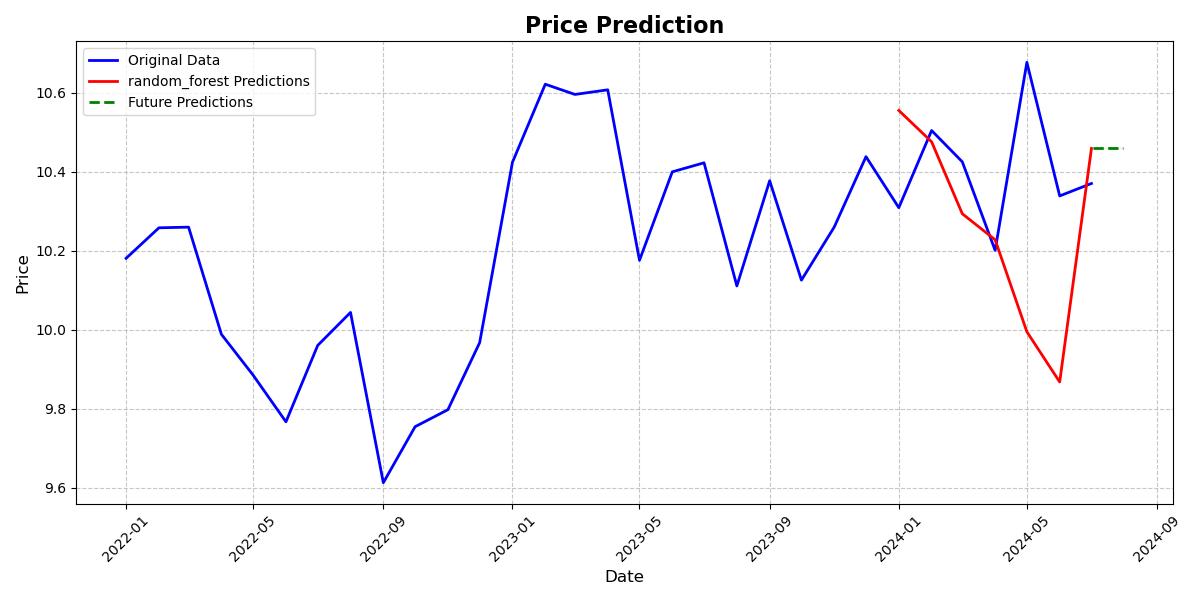 Price Prediction
Original Data
random_forest Predictions
Future Predictions
Price
10.6
10.4
10.2
10.0
9.8
9.6
2022-01
2022-05
2022-09
2023-01
2023-05
2023-09
2024-01
2024-05
2024-09
Date